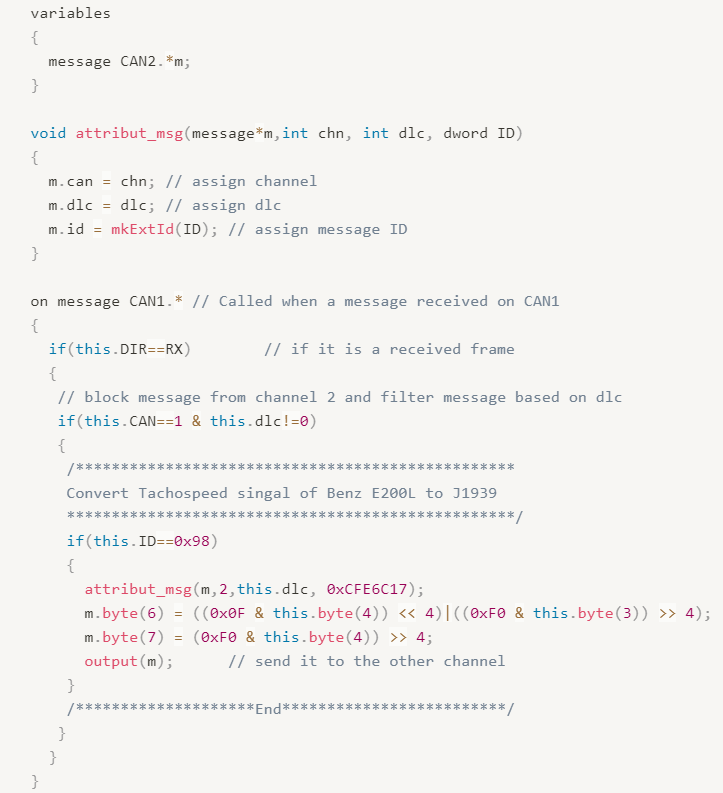 variables
{
  message CAN2.*m;
}

void attribut_msg(message*m,int chn, int dlc, dword ID)
{
  m.can = chn; // assign channel
  m.dlc = dlc; // assign dlc
  m.id = mkExtId(ID); // assign message ID
}

on message CAN1.* // Called when a message received on CAN1
{
  if(this.DIR==RX)        // if it is a received frame
  {
   // block message from channel 2 and filter message based on dlc
   if(this.CAN==1 & this.dlc!=0)
   {
    /*************************************************
    Convert Tachospeed singal of Benz E200L to J1939
    **************************************************/
    if(this.ID==0x98)
    {
      attribut_msg(m,2,this.dlc, 0xCFE6C17);
      m.byte(6) = ((0x0F & this.byte(4)) << 4)|((0xF0 & this.byte(3)) >> 4);
      m.byte(7) = (0xF0 & this.byte(4)) >> 4;
      output(m);      // send it to the other channel
    }
    /********************End*************************/
   }
  }
}